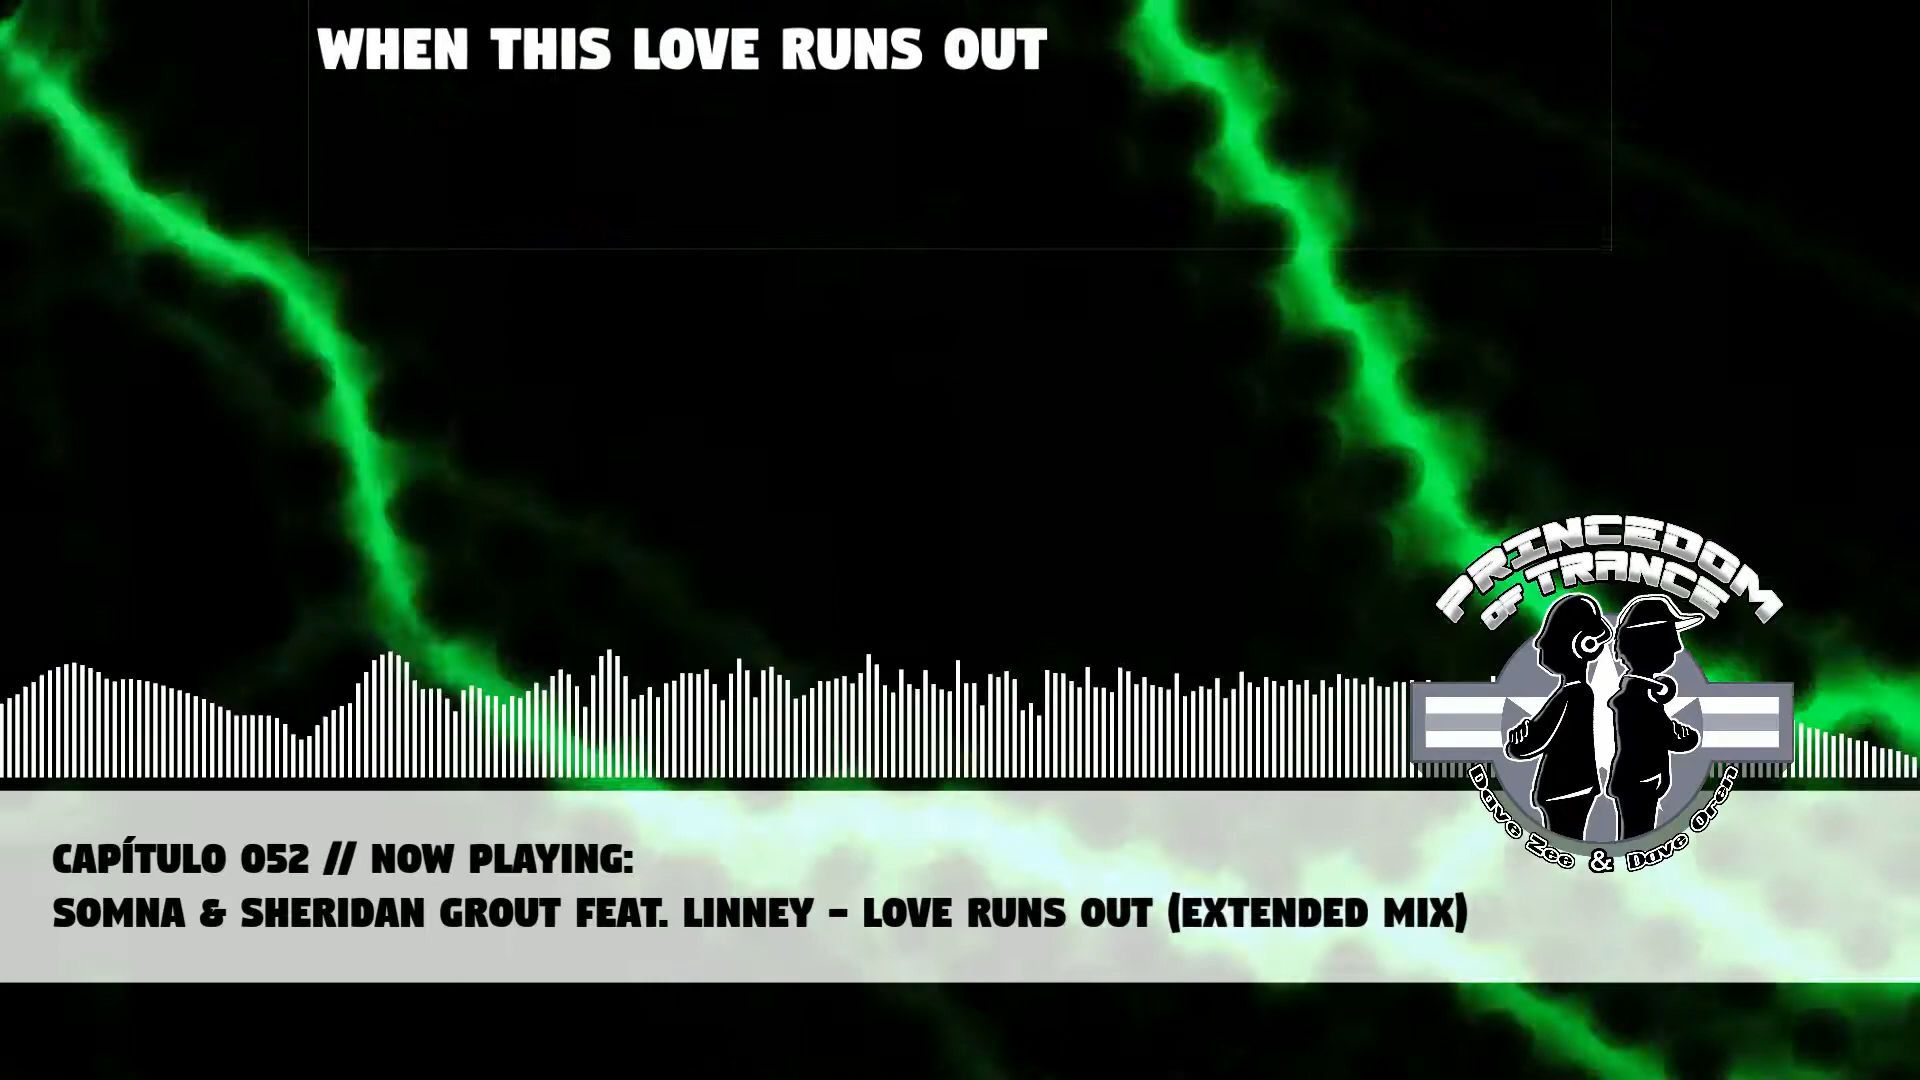 WHEN THIS LOVE RUNS OUT
PRINCEDOM
OF TRANCE
Dave Zee & Dave Oren
CAPÍTULO 052 // NOW PLAYING:
SOMNA & SHERIDAN GROUT FEAT. LINNEY – LOVE RUNS OUT (EXTENDED MIX)